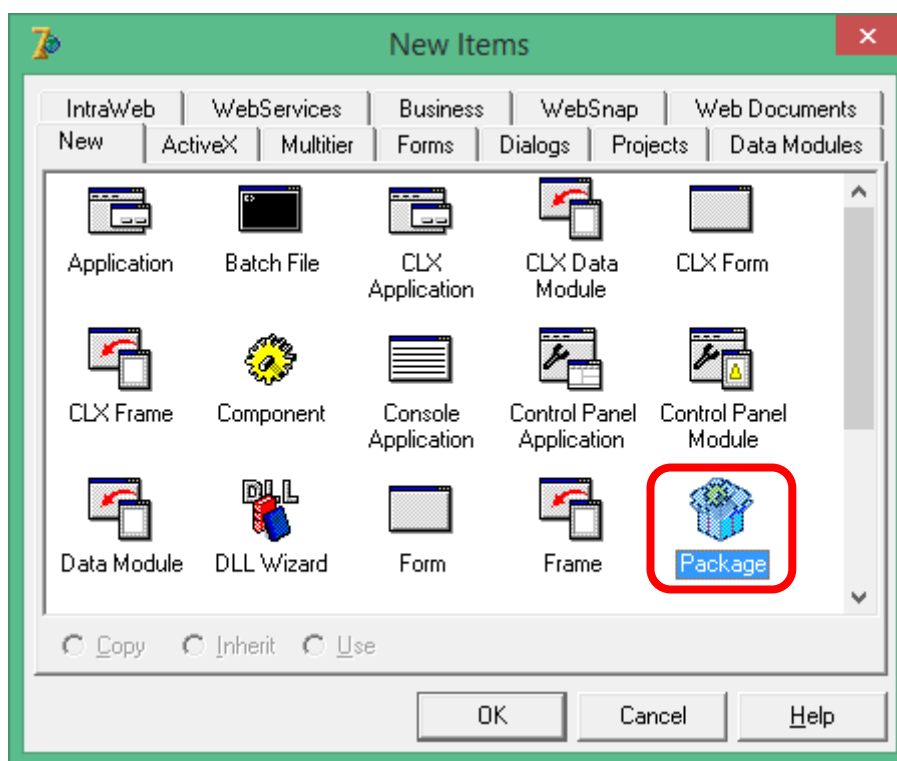 New Items
IntraWeb WebServices Business WebSnap Web Documents
New ActiveX Multitier Forms Dialogs Projects Data Modules
Application Batch File CLX Application CLX Data Module CLX Form
CLX Frame Component Console Application Control Panel Application Control Panel Module
DLL
Data Module DLL Wizard Form Frame Package
Copy Inherit Use
OK Cancel Help